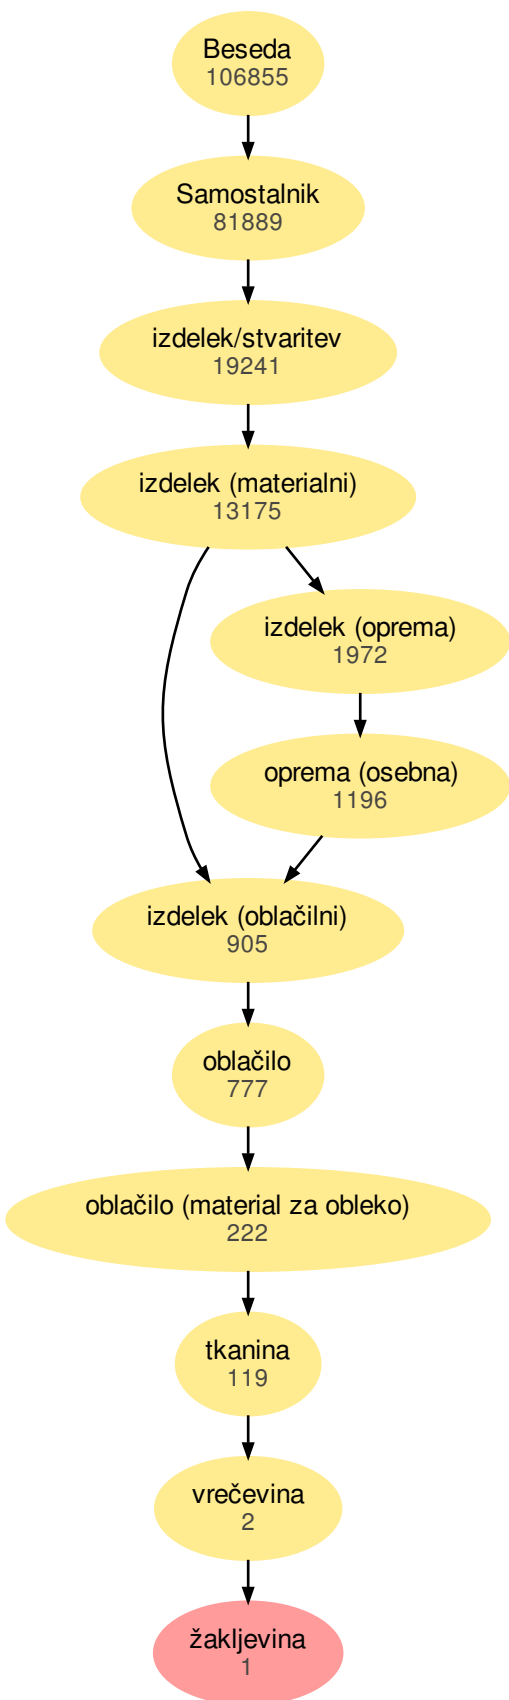 Beseda
106855
Samostalnik
81889
izdelek/stvaritev
19241
izdelek (materialni)
13175
izdelek (oprema)
1972
oprema (osebna)
1196
izdelek (oblačilni)
905
oblačilo
777
oblačilo (material za obleko)
222
tkanina
119
vrečevina
2
žakljevina
1